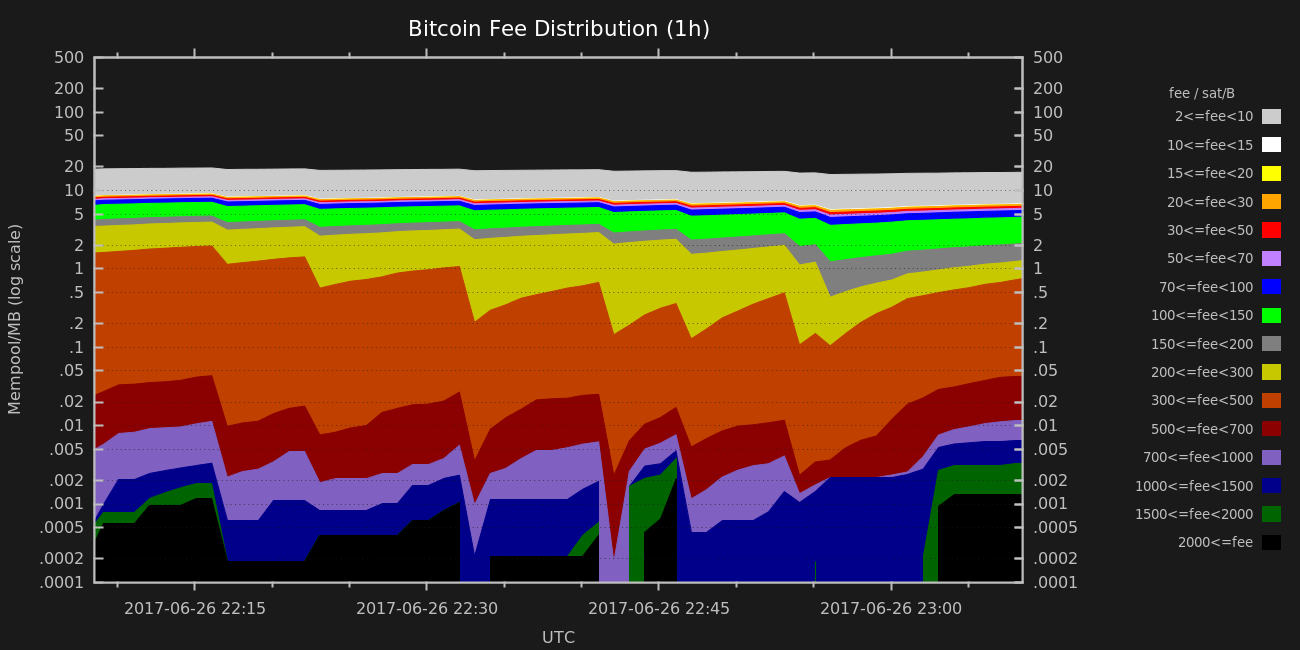 Bitcoin Fee Distribution (1h)
500
200
100
50
20
10
5
2
1
.5
.2
.1
.05
.02
.01
.005
.002
.001
.0005
.0002
.0001
Mempool/MB (log scale)
500
200
100
50
20
10
5
2
1
.5
.2
.1
.05
.02
.01
.005
.002
.001
.0005
.0002
.0001
2017-06-26 22:15
2017-06-26 22:30
2017-06-26 22:45
2017-06-26 23:00
UTC
fee / sat/B
2<=fee<10
10<=fee<15
15<=fee<20
20<=fee<30
30<=fee<50
50<=fee<70
70<=fee<100
100<=fee<150
150<=fee<200
200<=fee<300
300<=fee<500
500<=fee<700
700<=fee<1000
1000<=fee<1500
1500<=fee<2000
2000<=fee